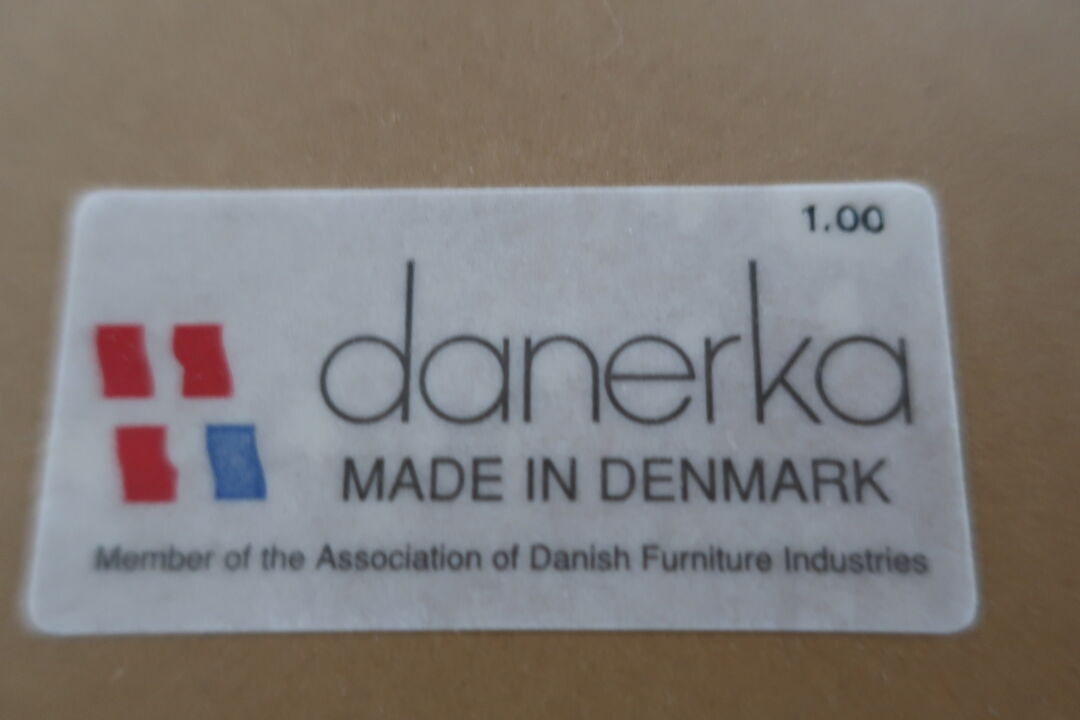 1.00
danerka
MADE IN DENMARK
Member of the Association of Danish Furniture Industries